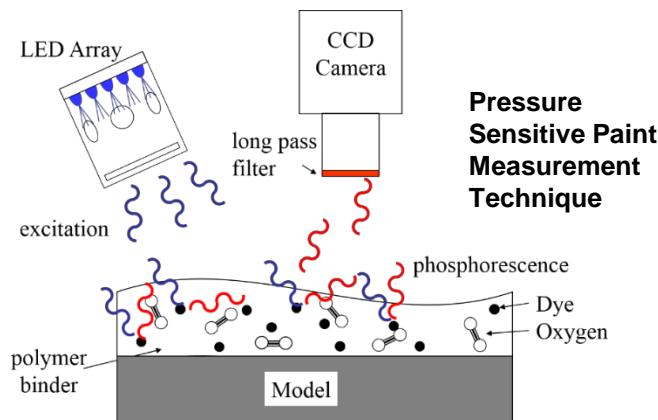 LED Array
CCD
Camera
Pressure
Sensitive Paint
Measurement
Technique
long pass
filter
excitation
phosphorescence
Dye
Oxygen
polymer
binder
Model